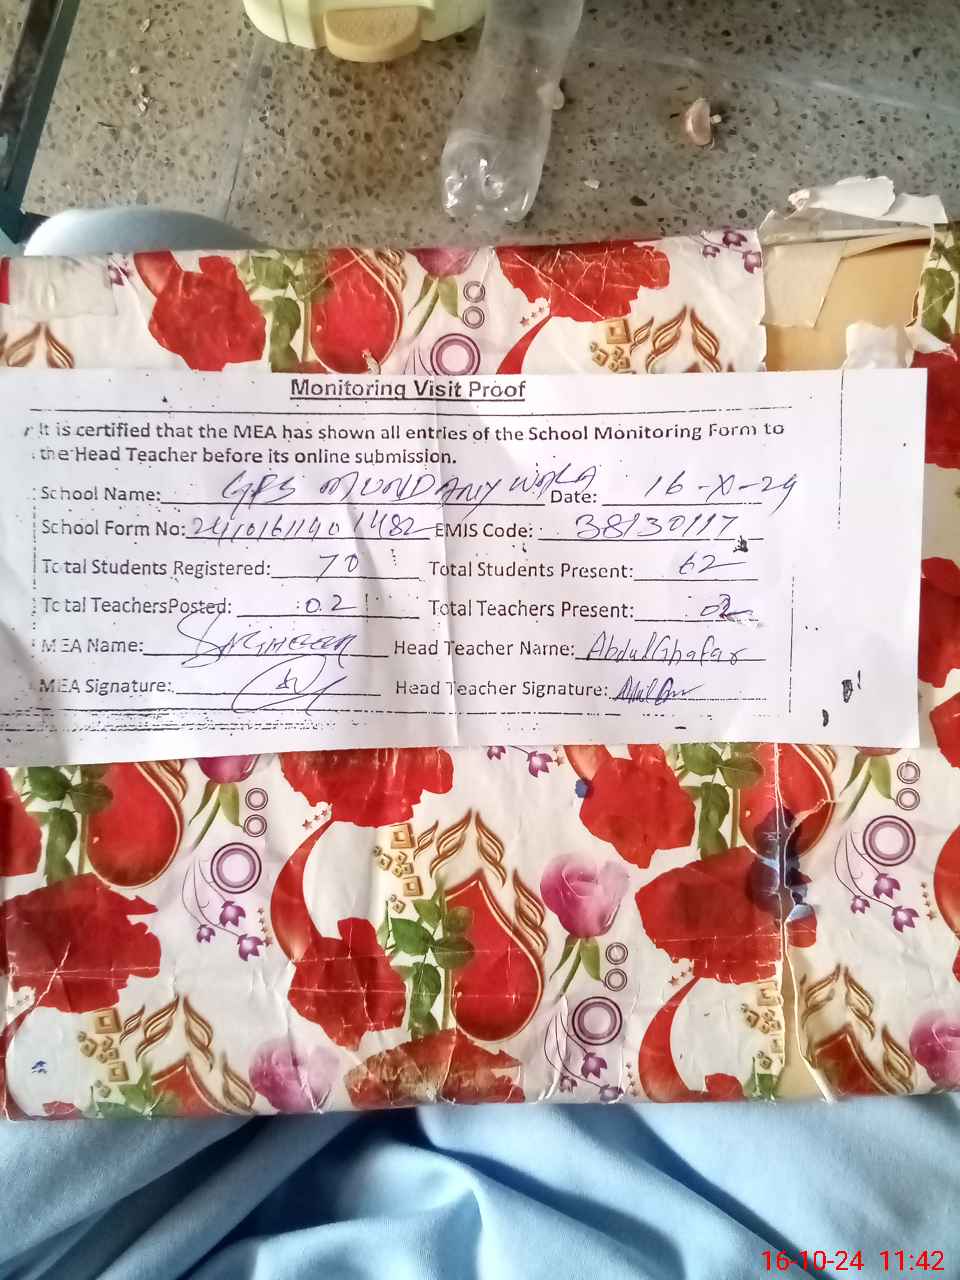 Monitoring Visit Proof
It is certified that the MEA has shown all entries of the School Monitoring Form to
the Head Teacher before its online submission.
School Name: GPS Date: 16-X-24
School Form No: EMIS Code: 38130117
Total Students Registered: 70 Total Students Present: 62
Total TeachersPosted: 02 Total Teachers Present: 02
MEA Name: Head Teacher Name: Abdul Ghafar
MEA Signature: Head Teacher Signature:
16-10-24 11:42